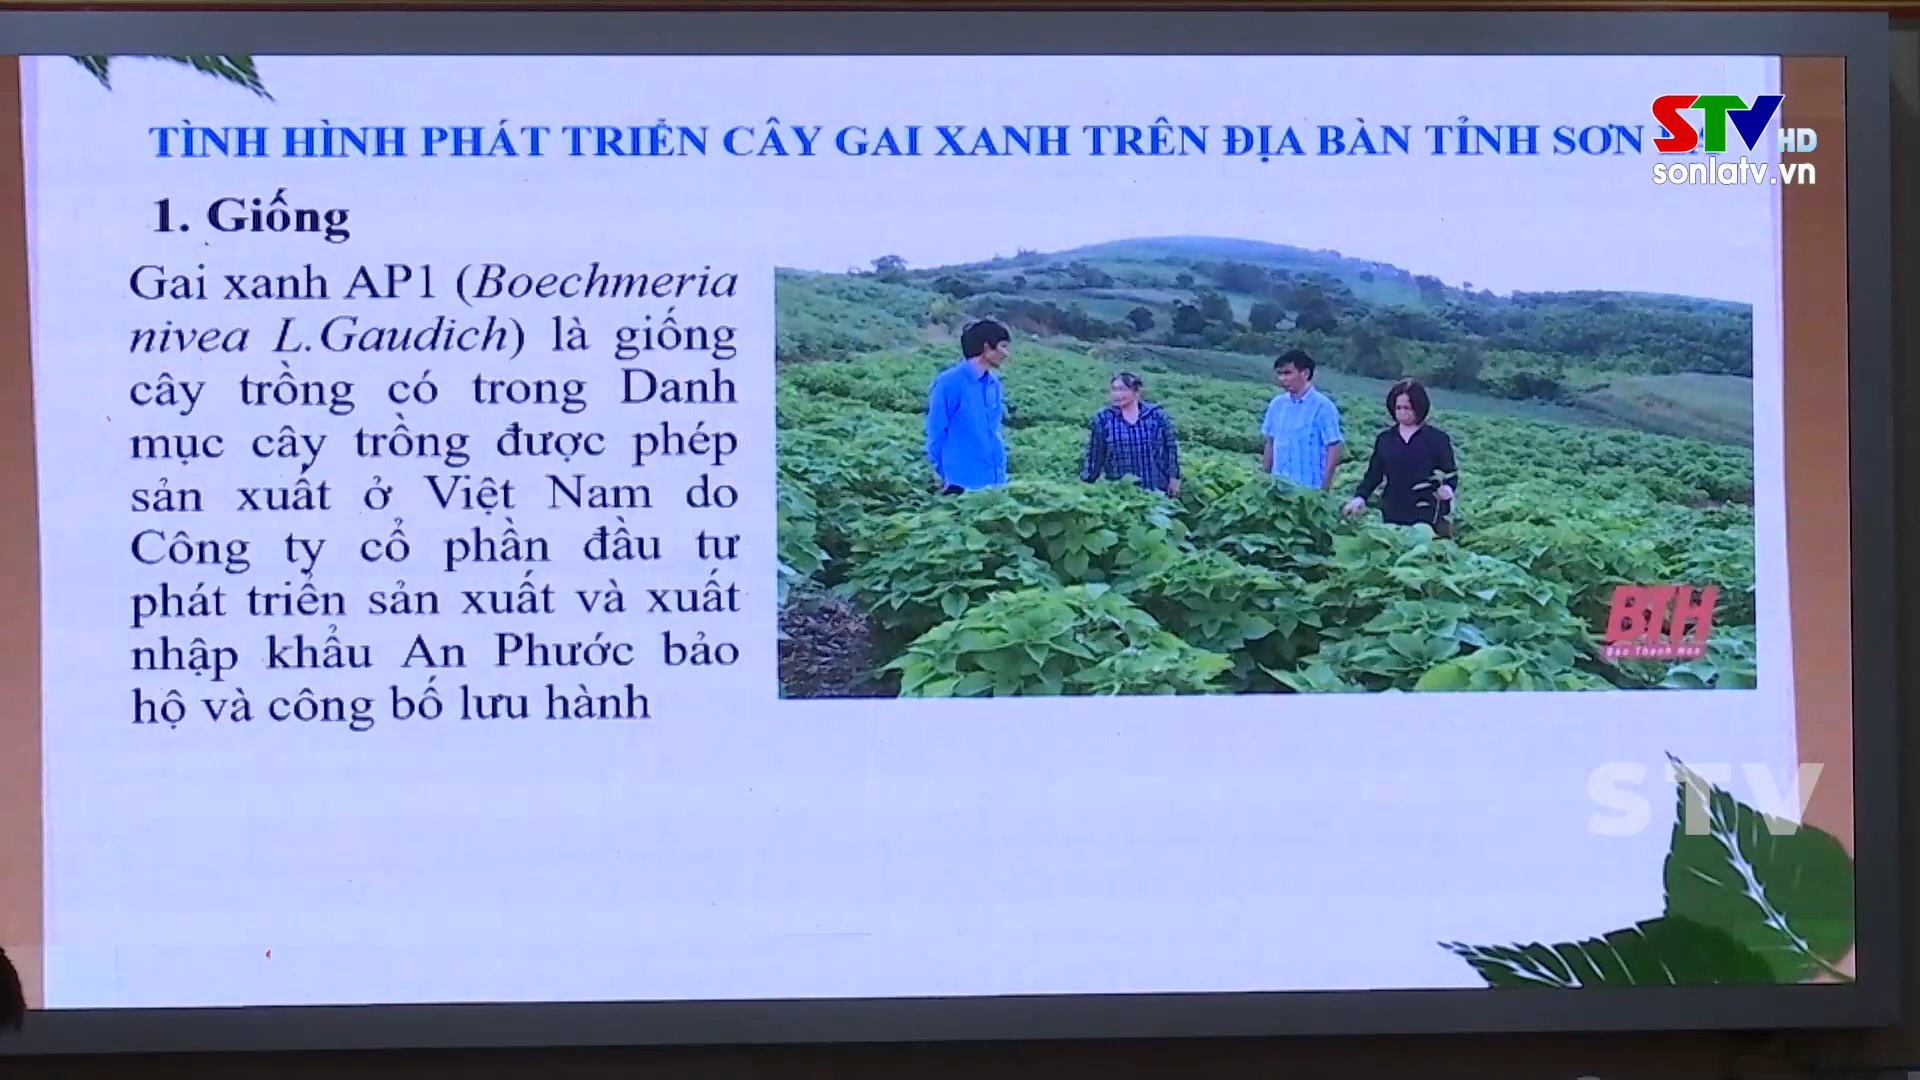 TÌNH HÌNH PHÁT TRIỂN CÂY GAI XANH TRÊN ĐỊA BÀN TỈNH SƠN
STV HD
sonlatv.vn
1. Giống
Gai xanh AP1 (Boechmeria
nivea L.Gaudich) là giống
cây trồng có trong Danh
mục cây trồng được phép
sản xuất ở Việt Nam do
Công ty cổ phần đầu tư
phát triển sản xuất và xuất
nhập khẩu An Phước bảo
hộ và công bố lưu hành
BTH
Báo Thanh Hóa
STV